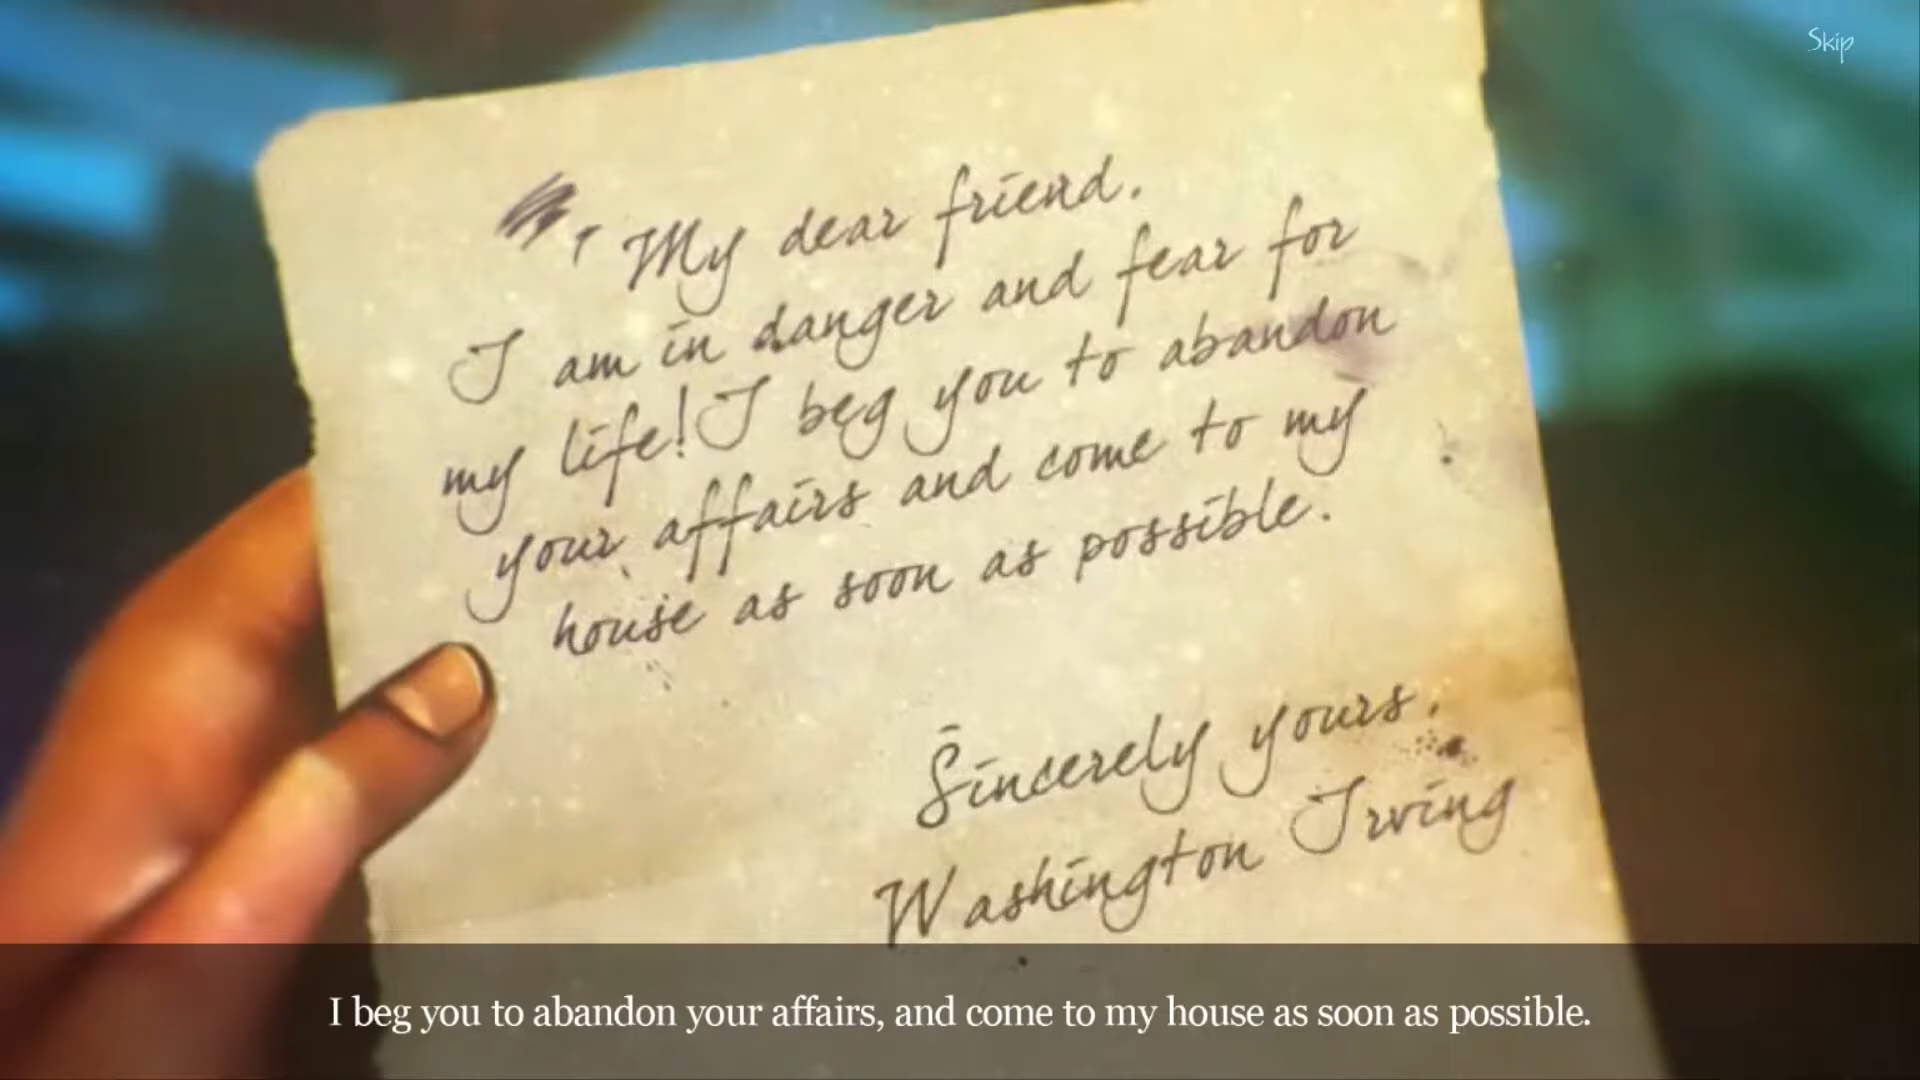 Skip
My dear friend.
I am in danger and fear for
my life! I beg you to abandon
your affairs and come to my
house as soon as possible.
Sincerely yours,
Washington Irving
I beg you to abandon your affairs, and come to my house as soon as possible.